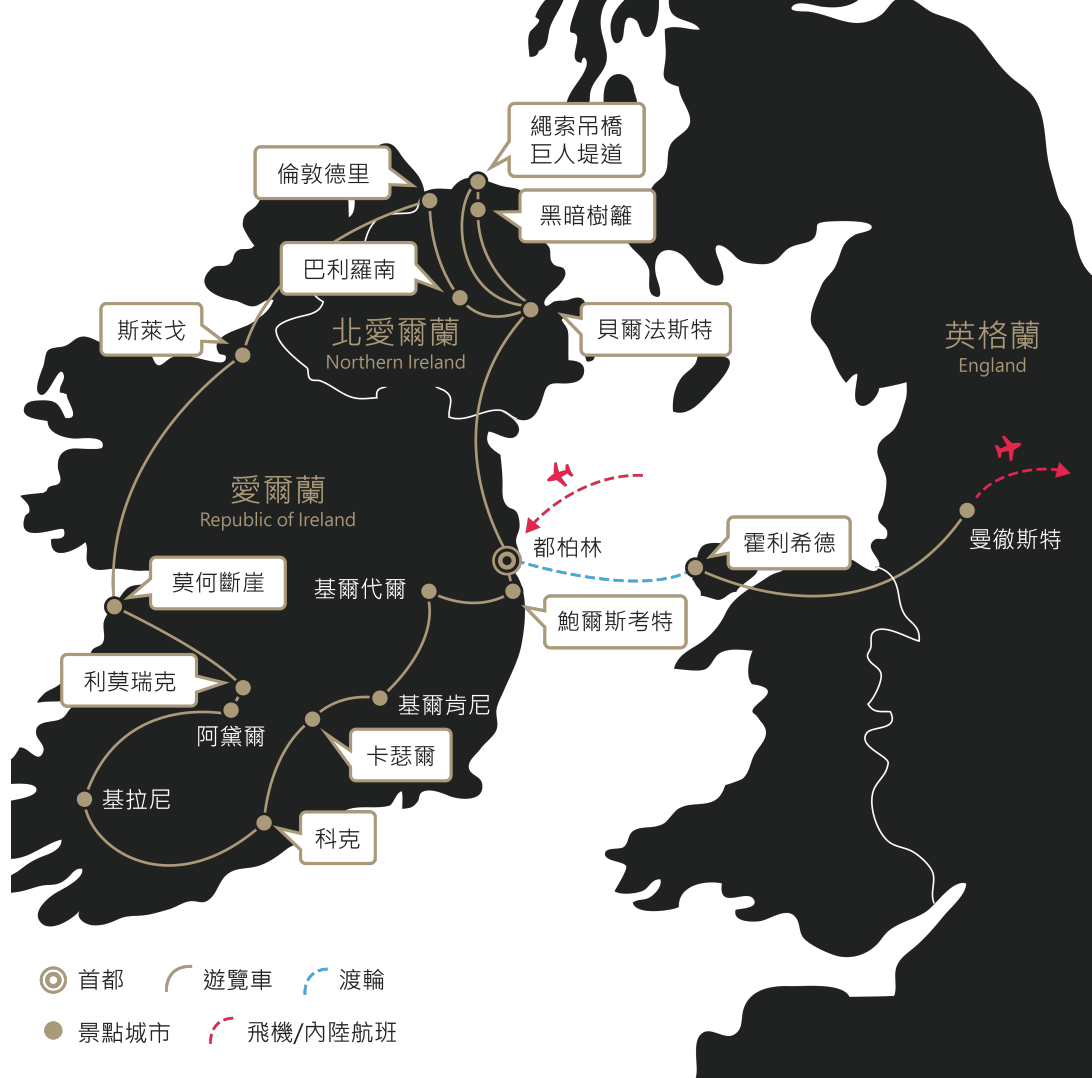 繩索吊橋
巨人堤道
倫敦德里
黑暗樹籬
巴利羅南
斯萊戈
貝爾法斯特
北愛爾蘭
Northern Ireland
英格蘭
England
愛爾蘭
Republic of Ireland
都柏林
霍利希德
曼徹斯特
莫何斷崖
基爾代爾
鮑爾斯考特
利莫瑞克
基爾肯尼
阿黛爾
卡瑟爾
基拉尼
科克
首都
遊覽車
渡輪
景點城市
飛機/內陸航班